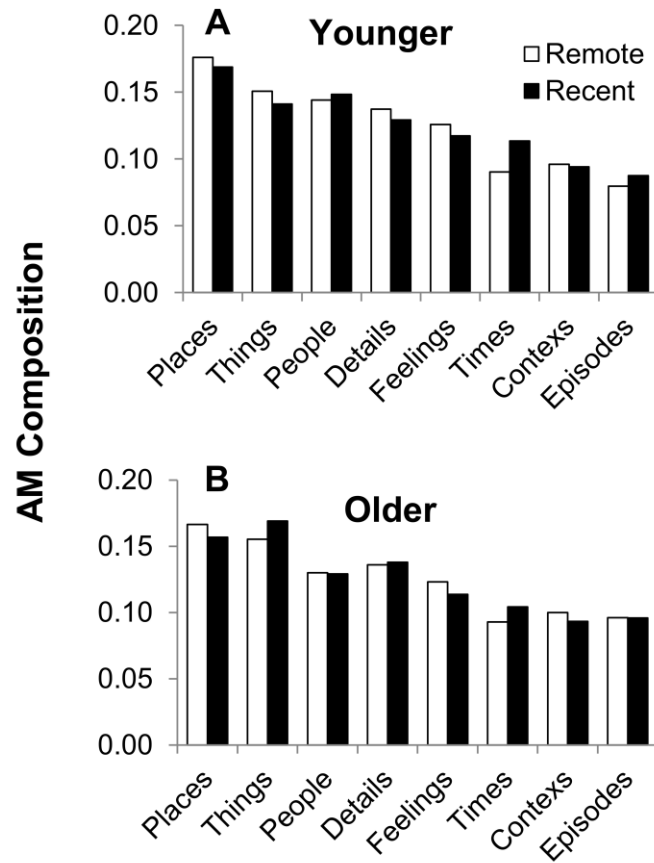 AM Composition
A
Younger
Remote
Recent
0.20
0.15
0.10
0.05
0.00
Places
Things
People
Details
Feelings
Times
Contexs
Episodes
B
Older
0.20
0.15
0.10
0.05
0.00
Places
Things
People
Details
Feelings
Times
Contexs
Episodes